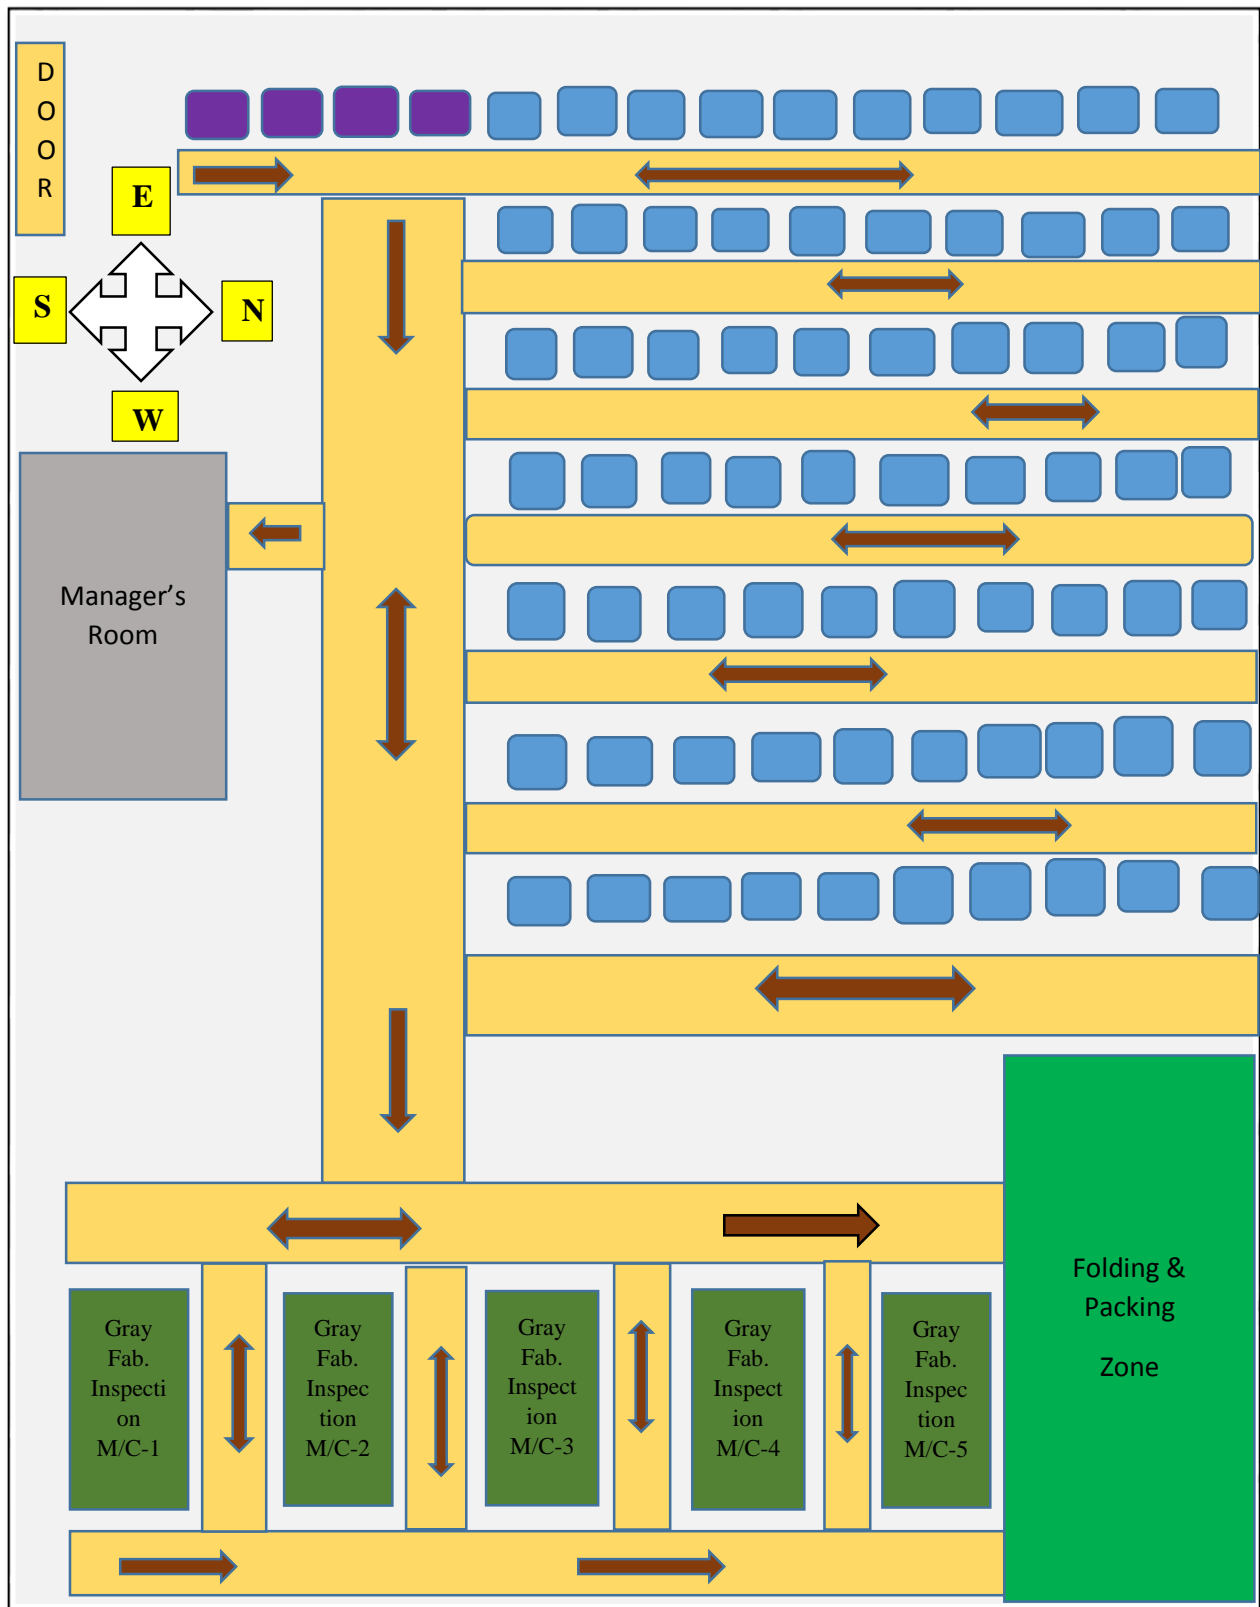 D
O
O
R
E
S
N
W
Manager’s
Room
Folding &
Packing
Zone
Gray
Fab.
Inspecti
on
M/C-1
Gray
Fab.
Inspec
tion
M/C-2
Gray
Fab.
Inspect
ion
M/C-3
Gray
Fab.
Inspect
ion
M/C-4
Gray
Fab.
Inspec
tion
M/C-5